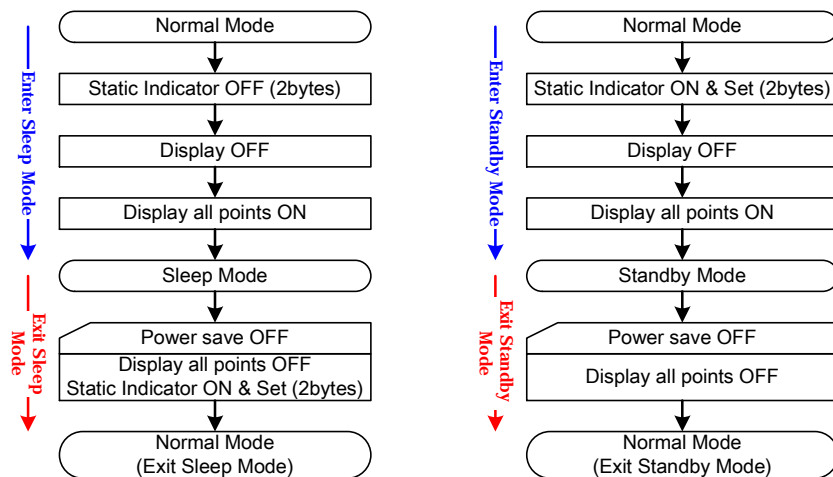 Normal Mode
Static Indicator OFF (2bytes)
Display OFF
Display all points ON
Sleep Mode
Power save OFF
Display all points OFF
Static Indicator ON & Set (2bytes)
Normal Mode
(Exit Sleep Mode)
Enter Sleep Mode
Exit Sleep
Mode
Normal Mode
Static Indicator ON & Set (2bytes)
Display OFF
Display all points ON
Standby Mode
Power save OFF
Display all points OFF
Normal Mode
(Exit Standby Mode)
Enter Standby Mode
Exit Standby
Mode